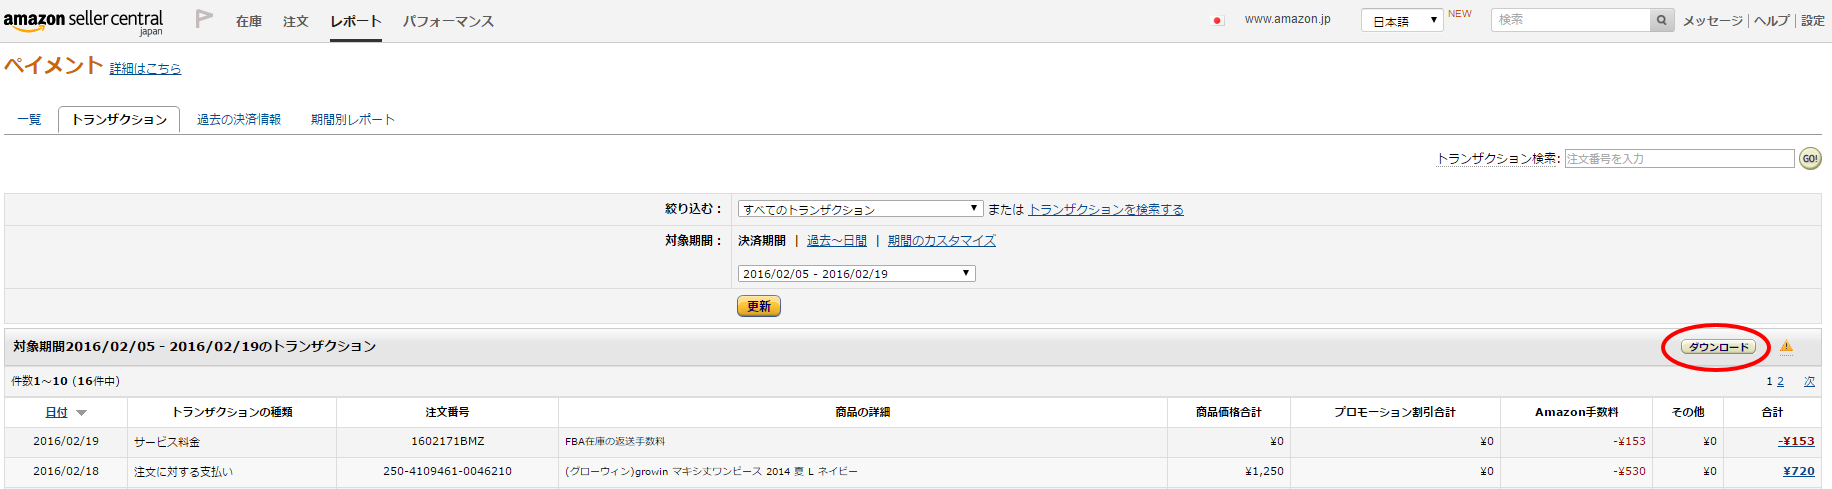 amazon seller central
japan
在庫 注文 レポート パフォーマンス
www.amazon.jp 日本語 NEW 検索 メッセージ | ヘルプ | 設定
ペイメント 詳細はこちら
一覧 トランザクション 過去の決済情報 期間別レポート
トランザクション検索: 注文番号を入力 GO!
絞り込む： すべてのトランザクション または トランザクションを検索する
対象期間： 決済期間 | 過去～日間 | 期間のカスタマイズ
2016/02/05 - 2016/02/19
更新
対象期間2016/02/05 - 2016/02/19のトランザクション ダウンロード
件数1～10 (16件中) 1 2 次
日付 トランザクションの種類 注文番号 商品の詳細 商品価格合計 プロモーション割引合計 Amazon手数料 その他 合計
2016/02/19 サービス料金 1602171BMZ FBA在庫の返送手数料 ¥0 ¥0 -¥153 ¥0 -¥153
2016/02/18 注文に対する支払い 250-4109461-0046210 (グローウィン)growin マキシ丈ワンピース 2014 夏 L ネイビー ¥1,250 ¥0 -¥530 ¥0 ¥720